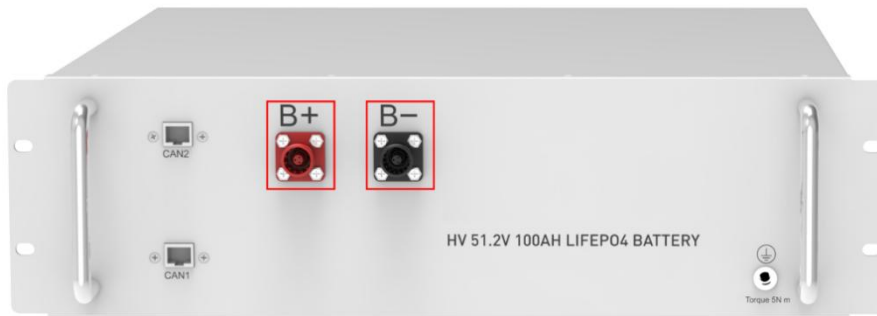 B+ B−
CAN2
HV 51.2V 100AH LIFEPO4 BATTERY
CAN1
Torque 5N m